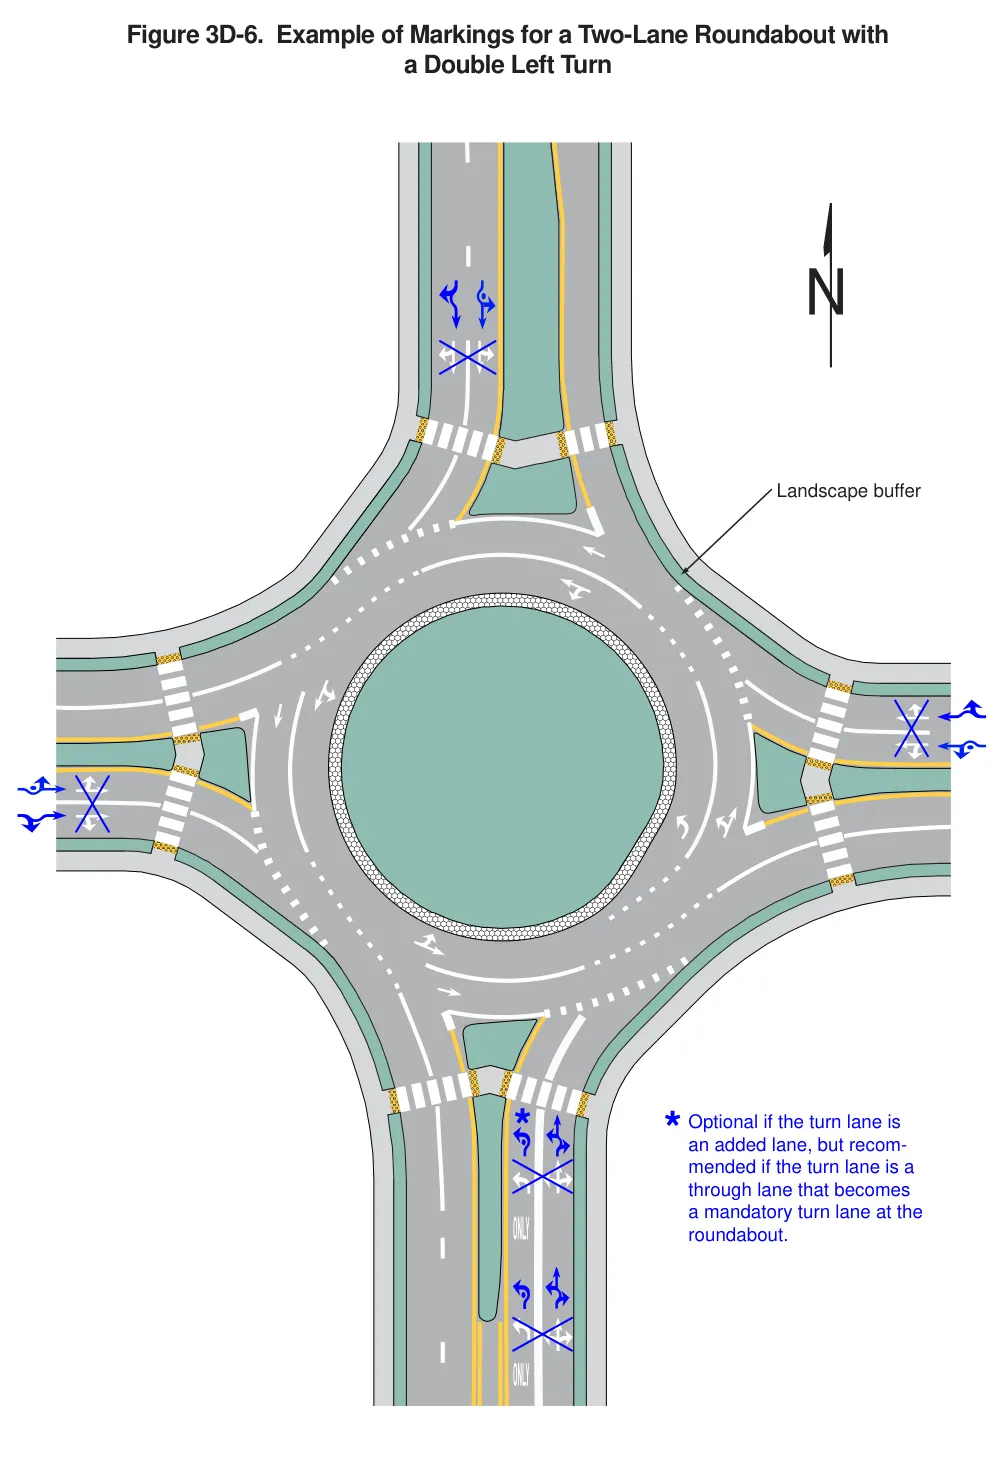 Figure 3D-6. Example of Markings for a Two-Lane Roundabout with
a Double Left Turn
N
Landscape buffer
* Optional if the turn lane is
an added lane, but recom-
mended if the turn lane is a
through lane that becomes
a mandatory turn lane at the
roundabout.
*
ONLY
ONLY